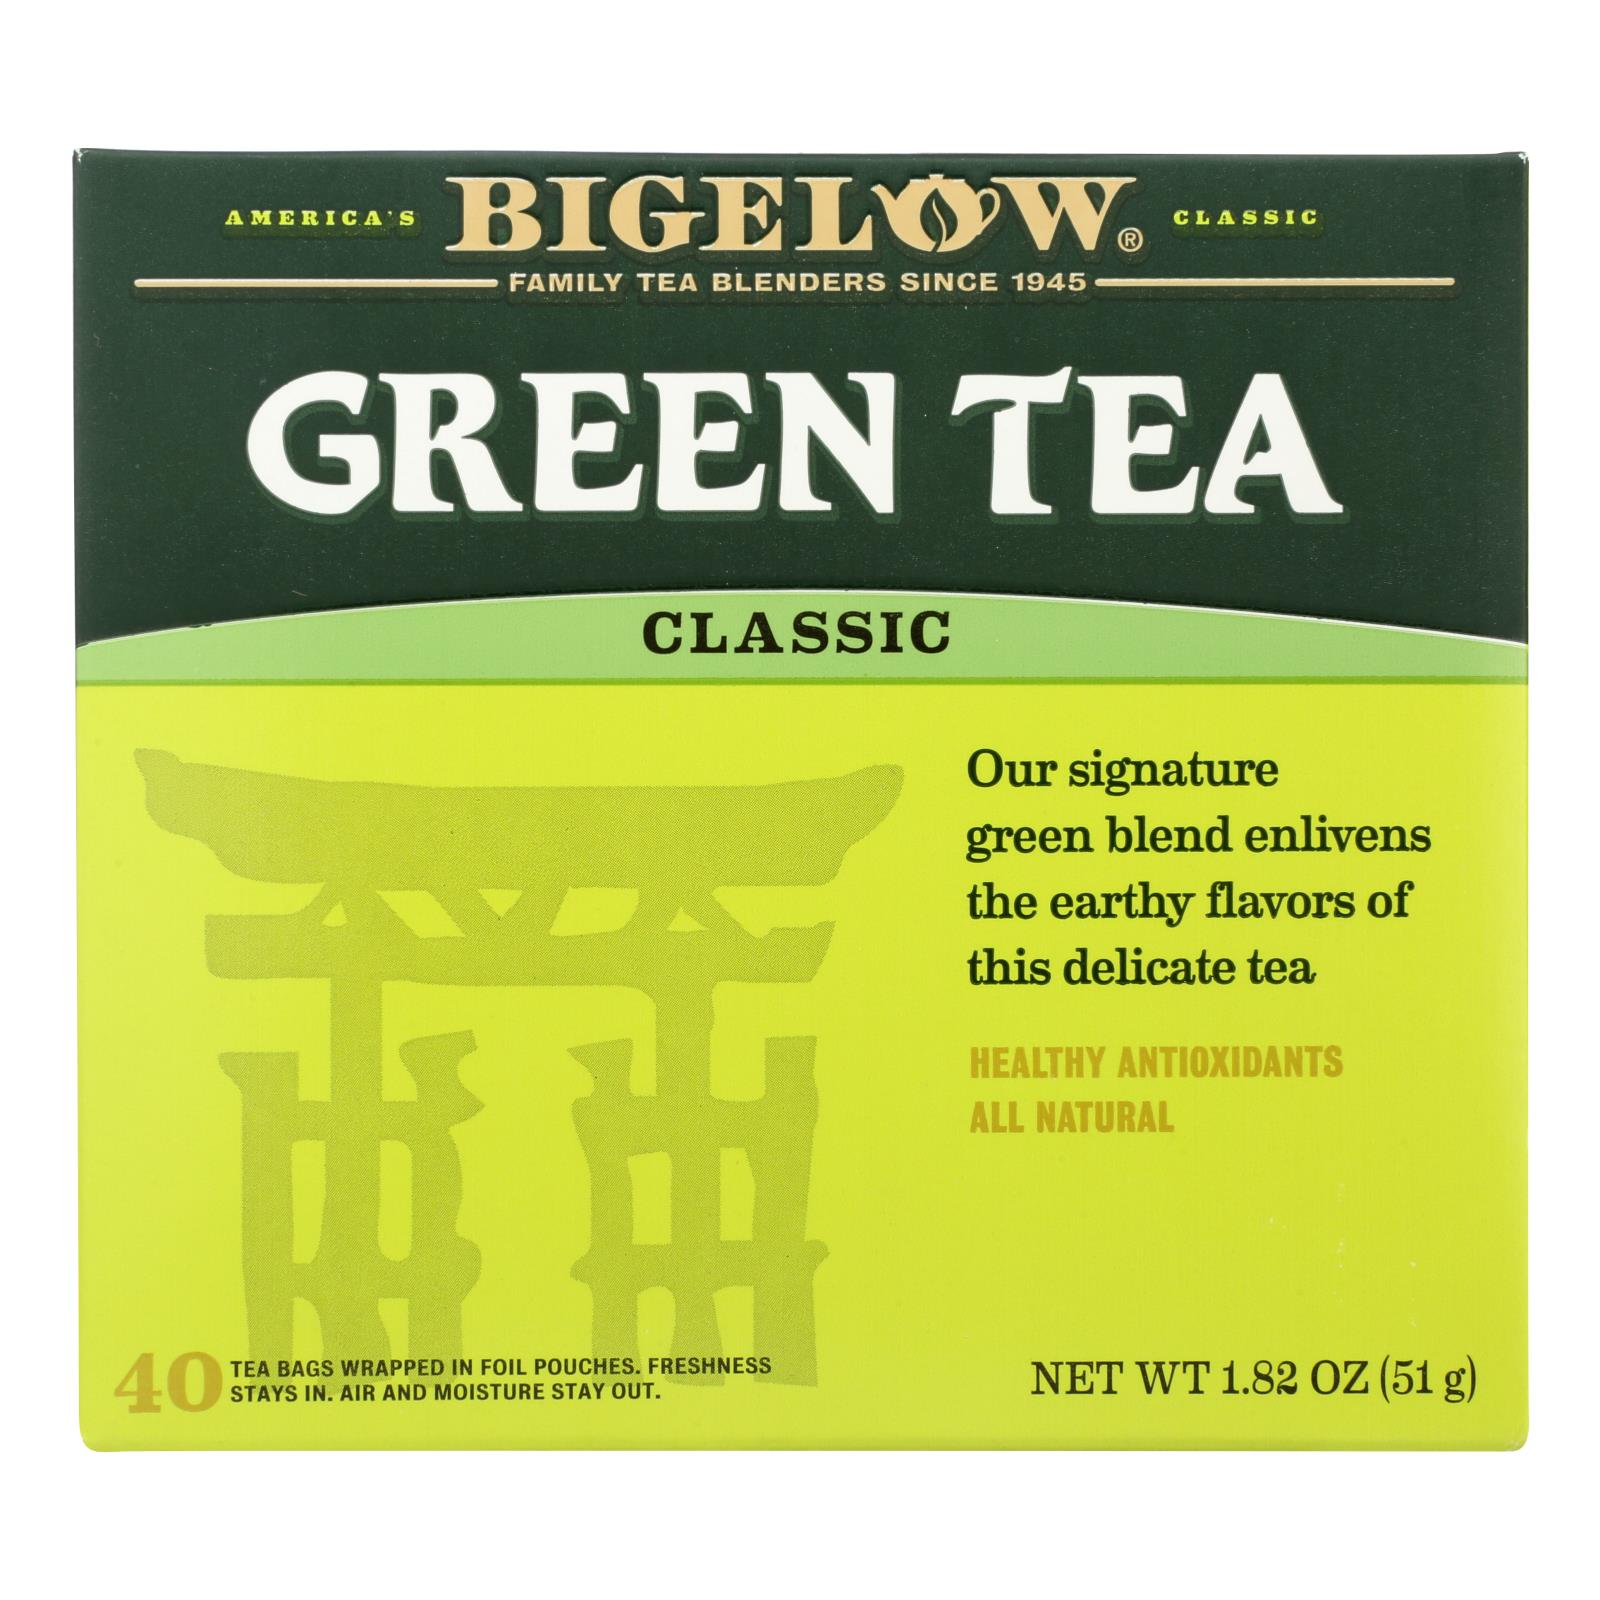 AMERICA'S BIGELOW® CLASSIC
FAMILY TEA BLENDERS SINCE 1945
GREEN TEA
CLASSIC
Our signature
green blend enlivens
the earthy flavors of
this delicate tea
HEALTHY ANTIOXIDANTS
ALL NATURAL
40 TEA BAGS WRAPPED IN FOIL POUCHES. FRESHNESS
STAYS IN. AIR AND MOISTURE STAY OUT.
NET WT 1.82 OZ (51 g)